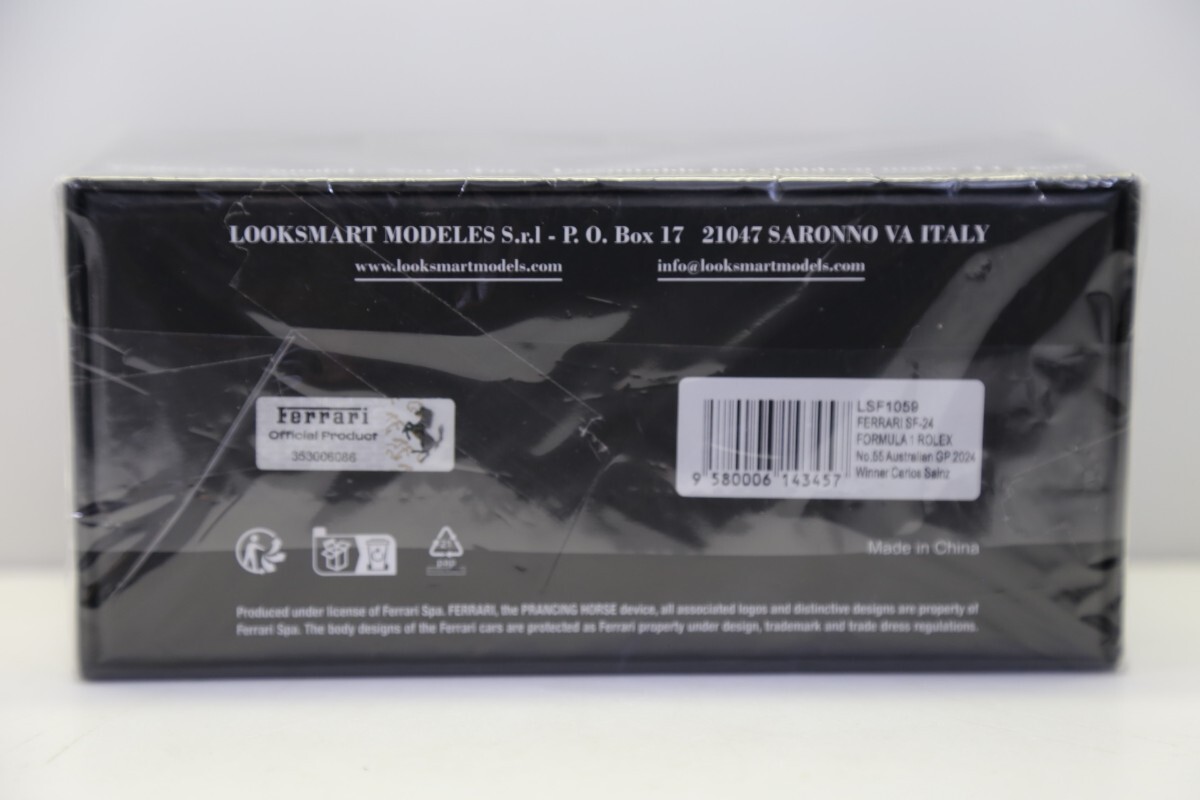 LOOKSMART MODELES S.r.l - P. O. Box 17 21047 SARONNO VA ITALY
www.looksmartmodels.com info@looksmartmodels.com
Ferrari
Official Product
353006086
LSF1059
FERRARI SF-24
FORMULA 1 ROLEX
No.55 Australian GP 2024
Winner Carlos Sainz
9 580006 143457
21
pap
Made in China
Produced under license of Ferrari Spa. FERRARI, the PRANCING HORSE device, all associated logos and distinctive designs are property of
Ferrari Spa. The body designs of the Ferrari cars are protected as Ferrari property under design, trademark and trade dress regulations.